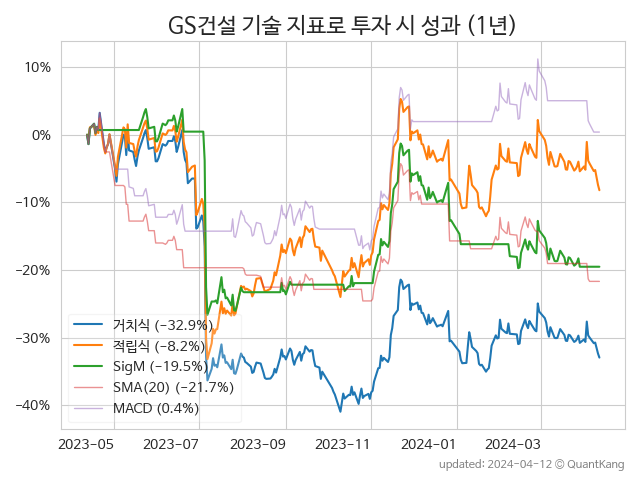 GS건설 기술 지표로 투자 시 성과 (1년)
10%
0%
−10%
−20%
−30%
−40%
거치식 (−32.9%)
적립식 (−8.2%)
SigM (−19.5%)
SMA(20) (−21.7%)
MACD (0.4%)
2023-05
2023-07
2023-09
2023-11
2024-01
2024-03
updated: 2024-04-12 © QuantKang